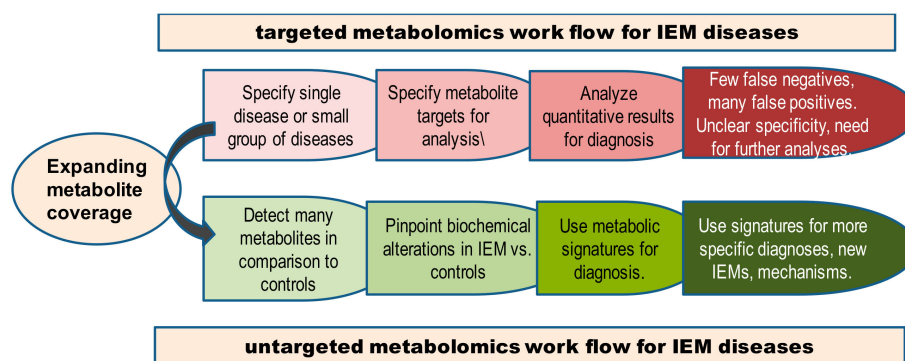 targeted metabolomics work flow for IEM diseases
Specify single
disease or small
group of diseases
Specify metabolite
targets for
analysis\
Analyze
quantitative results
for diagnosis
Few false negatives,
many false positives.
Unclear specificity, need
for further analyses.
Expanding
metabolite
coverage
Detect many
metabolites in
comparison to
controls
Pinpoint biochemical
alterations in IEM vs.
controls
Use metabolic
signatures for
diagnosis.
Use signatures for more
specific diagnoses, new
IEMs, mechanisms.
untargeted metabolomics work flow for IEM diseases